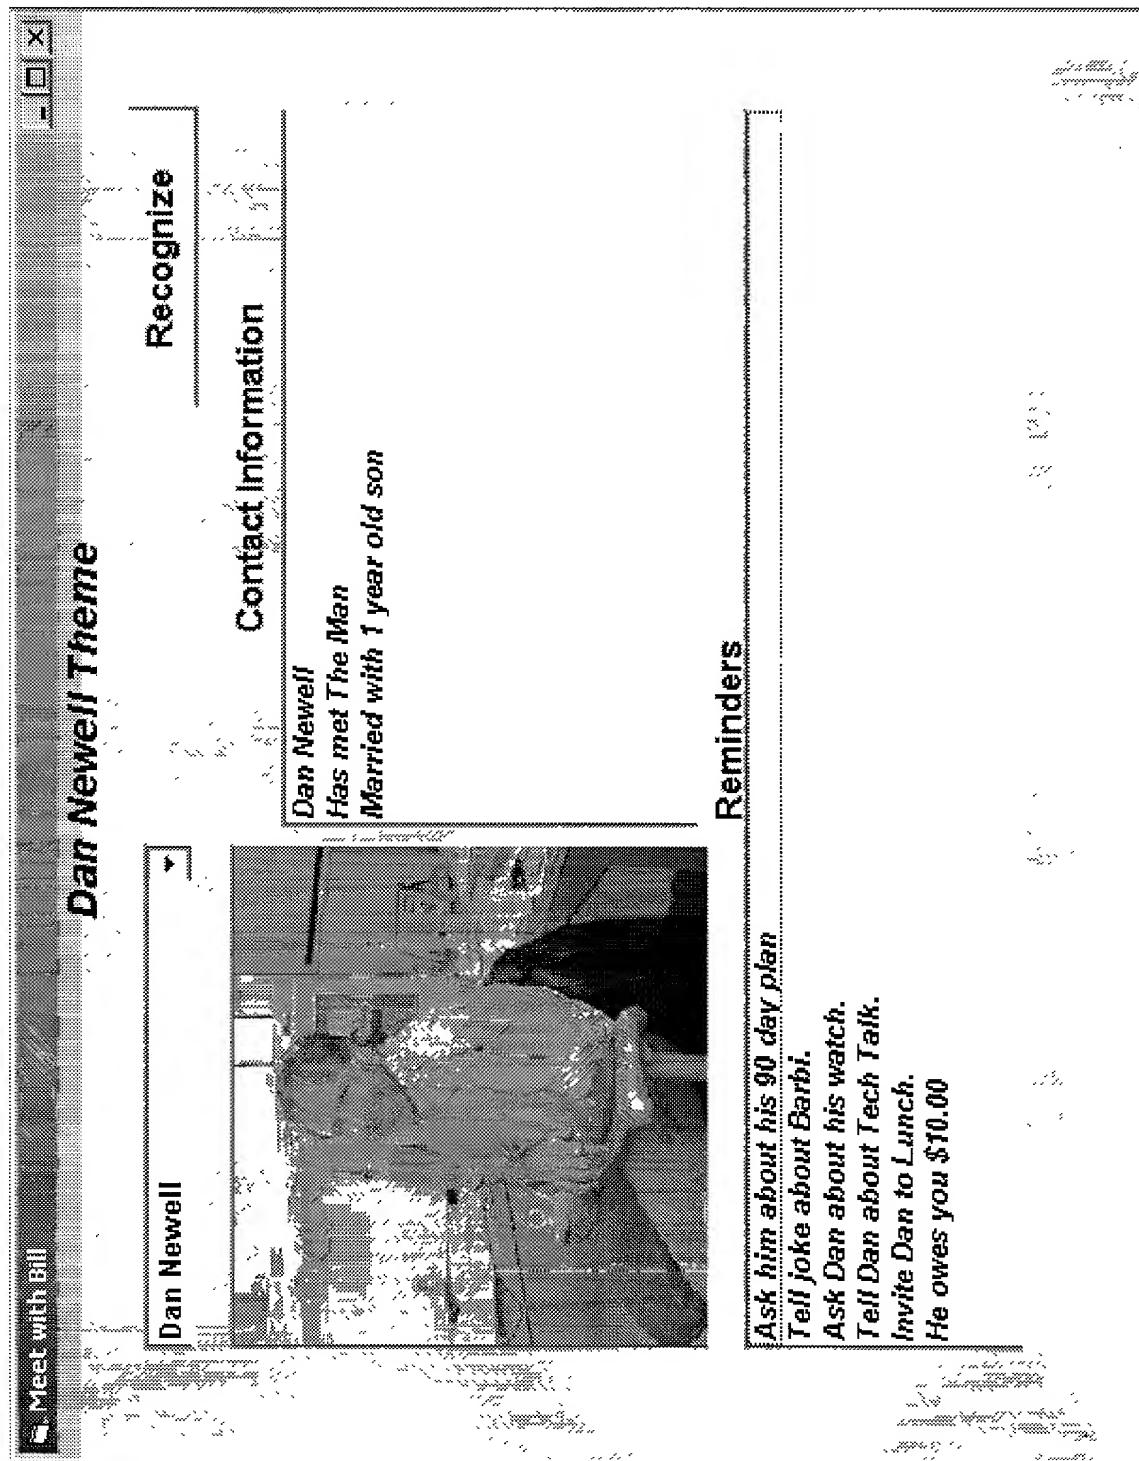 Meet with Bill
Dan Newell Theme
Dan Newell
Recognize
Contact Information
Dan Newell
Has met The Man
Married with 1 year old son
Reminders
Ask him about his 90 day plan
Tell joke about Barbi.
Ask Dan about his watch.
Tell Dan about Tech Talk.
Invite Dan to Lunch.
He owes you $10.00